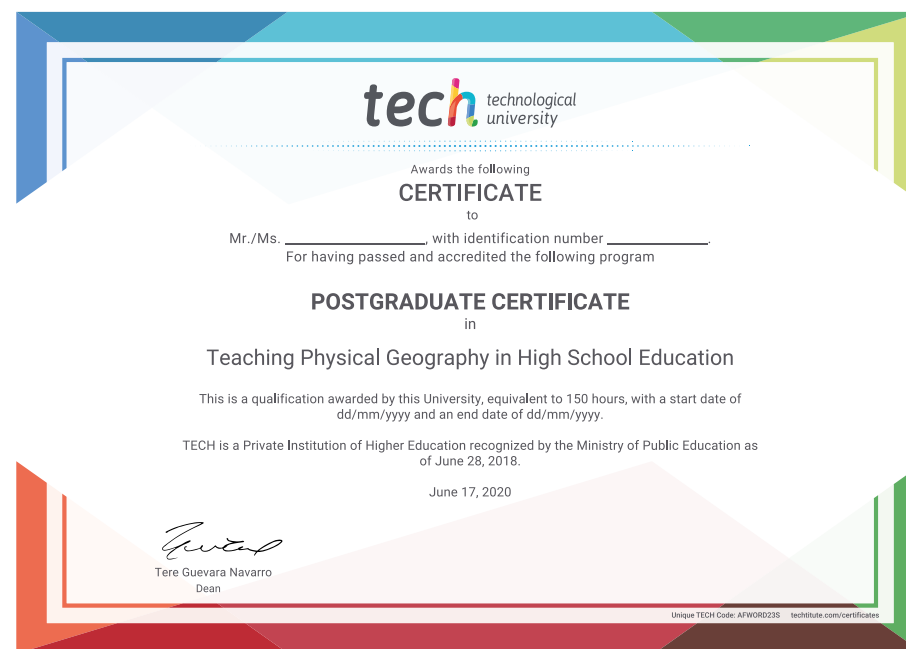 tech technological
university
Awards the following
CERTIFICATE
to
Mr./Ms. ________________, with identification number ____________.
For having passed and accredited the following program
POSTGRADUATE CERTIFICATE
in
Teaching Physical Geography in High School Education
This is a qualification awarded by this University, equivalent to 150 hours, with a start date of
dd/mm/yyyy and an end date of dd/mm/yyyy.
TECH is a Private Institution of Higher Education recognized by the Ministry of Public Education as
of June 28, 2018.
June 17, 2020
Tere Guevara Navarro
Dean
Unique TECH Code: AFWORD23S techtitute.com/certificates